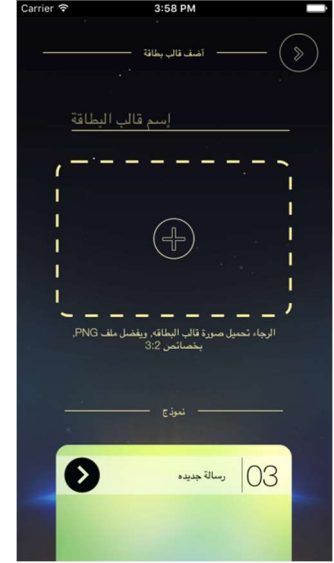 Carrier 3:58 PM
أضف قالب بطاقة
إسم قالب البطاقة
الرجاء تحميل صورة قالب البطاقه, ويفضل ملف PNG,
بخصائص 3:2
نموذج
03 رسالة جديده